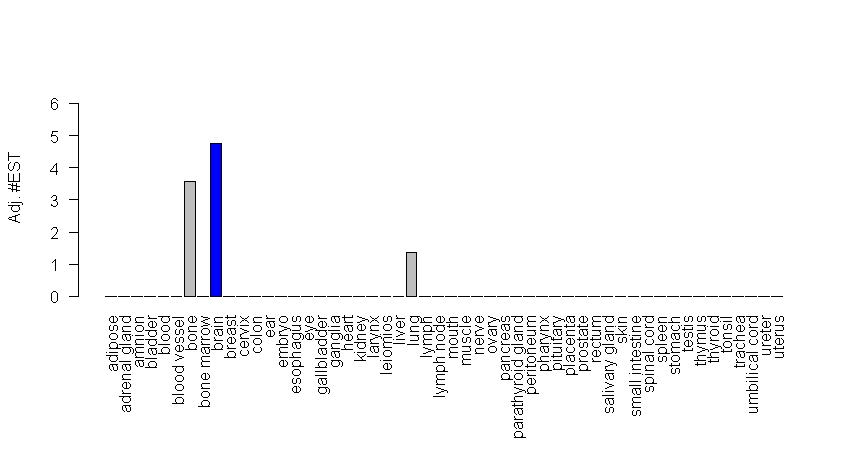 Adj. #EST
6
5
4
3
2
1
0
adipose
adrenal gland
amnion
bladder
blood
blood vessel
bone
bone marrow
brain
breast
cervix
colon
ear
embryo
esophagus
eye
gallbladder
ganglia
heart
kidney
larynx
leiomios
liver
lung
lymph
lymph node
mouth
muscle
nerve
ovary
pancreas
parathyroid gland
peritoneum
pharynx
pituitary
placenta
prostate
rectum
salivary gland
skin
small intestine
spinal cord
spleen
stomach
testis
thymus
thyroid
tonsil
trachea
umbilical cord
ureter
uterus